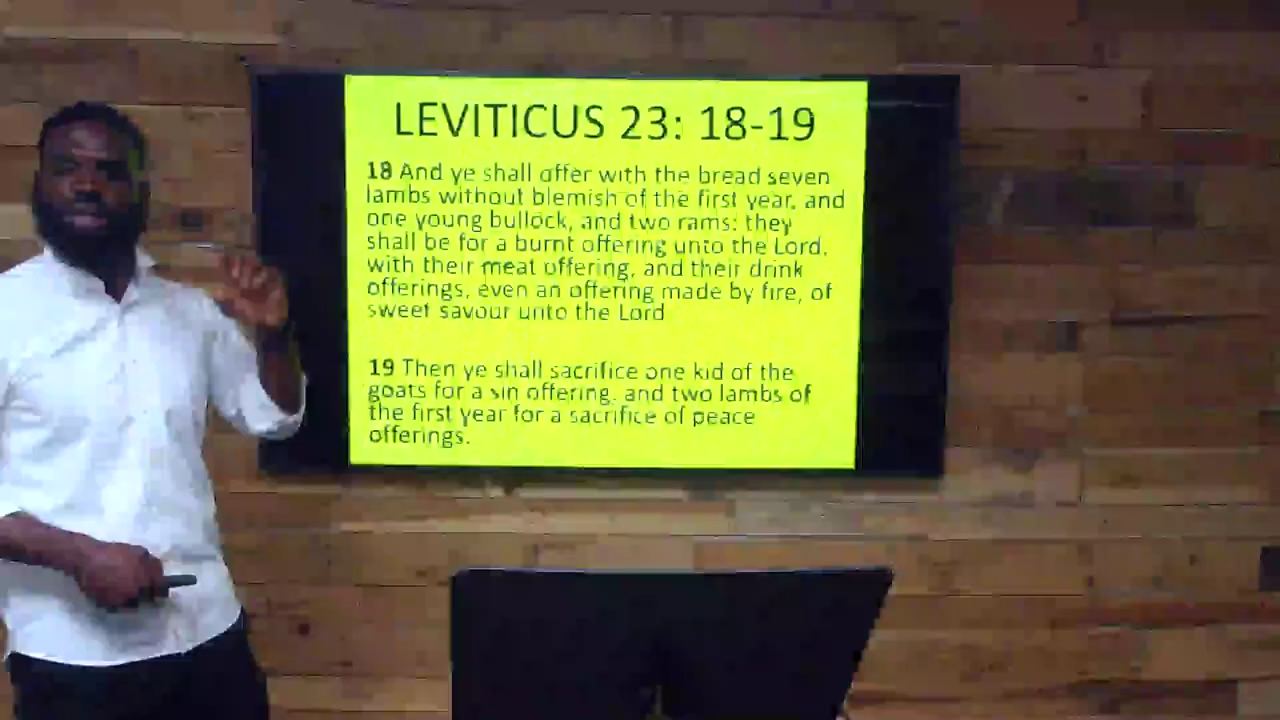 LEVITICUS 23: 18-19
18 And ye shall offer with the bread seven
lambs without blemish of the first year, and
one young bullock, and two rams: they
shall be for a burnt offering unto the Lord,
with their meat offering, and their drink
offerings, even an offering made by fire, of
sweet savour unto the Lord
19 Then ye shall sacrifice one kid of the
goats for a sin offering, and two lambs of
the first year for a sacrifice of peace
offerings.